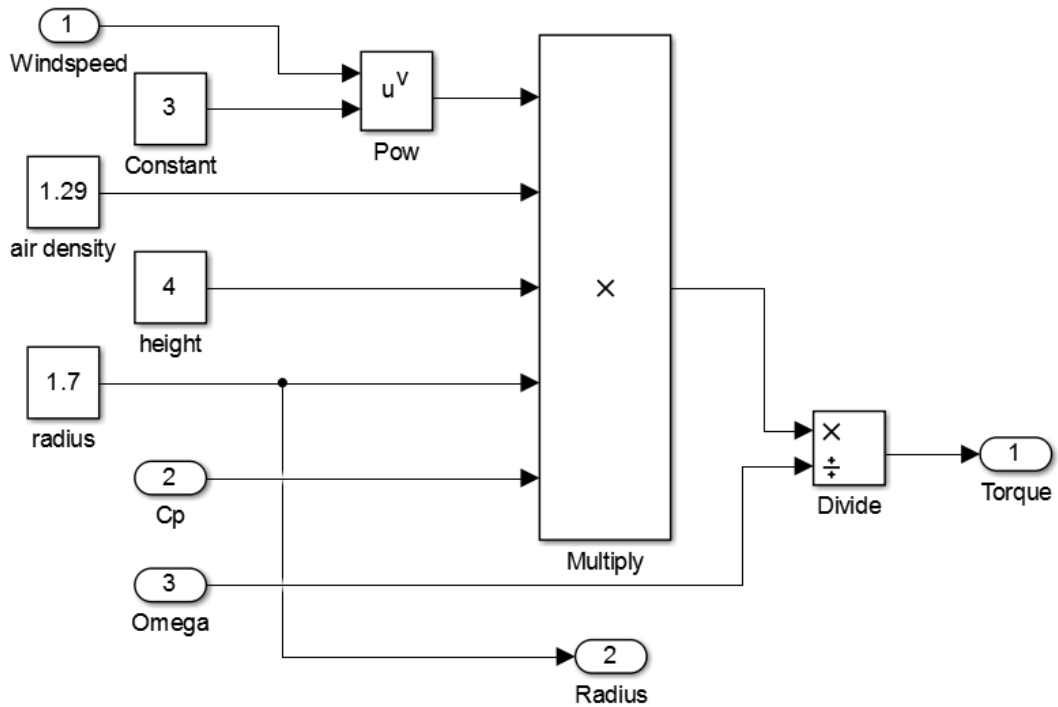 1
Windspeed
3
Constant
u^v
Pow
1.29
air density
4
height
×
1.7
radius
2
Cp
Multiply
×
÷
Divide
1
Torque
3
Omega
2
Radius